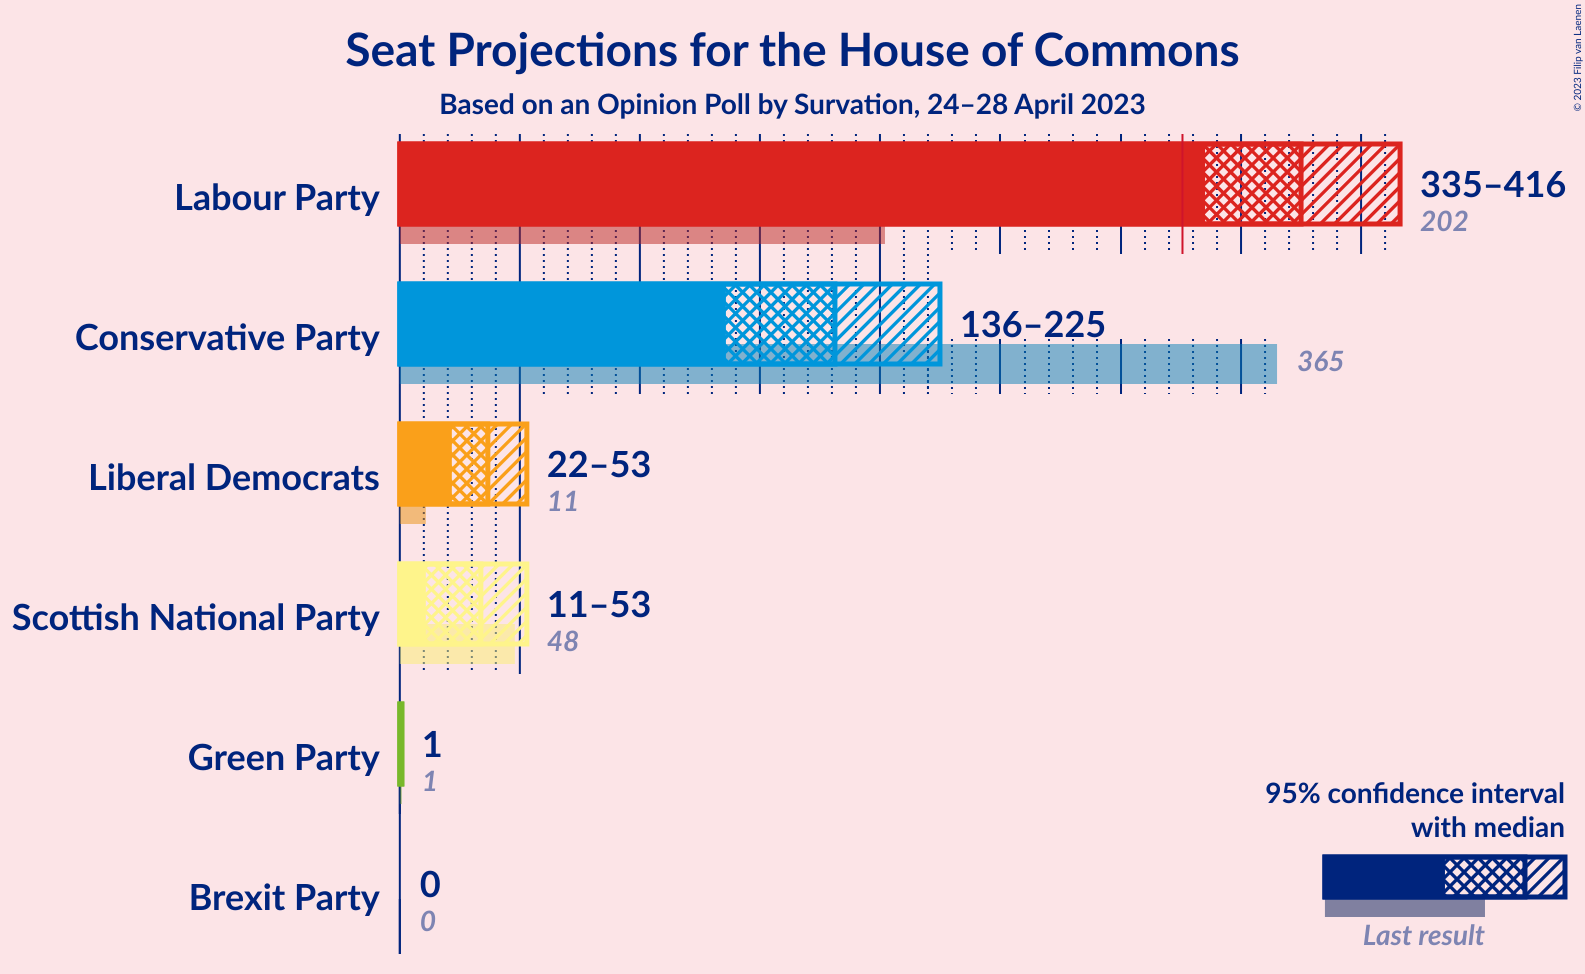 Seat Projections for the House of Commons
Based on an Opinion Poll by Survation, 24–28 April 2023
© 2023 Filip van Laenen
Labour Party
335–416
202
Conservative Party
136–225
365
Liberal Democrats
22–53
11
Scottish National Party
11–53
48
Green Party
1
1
Brexit Party
0
0
95% confidence interval
with median
Last result